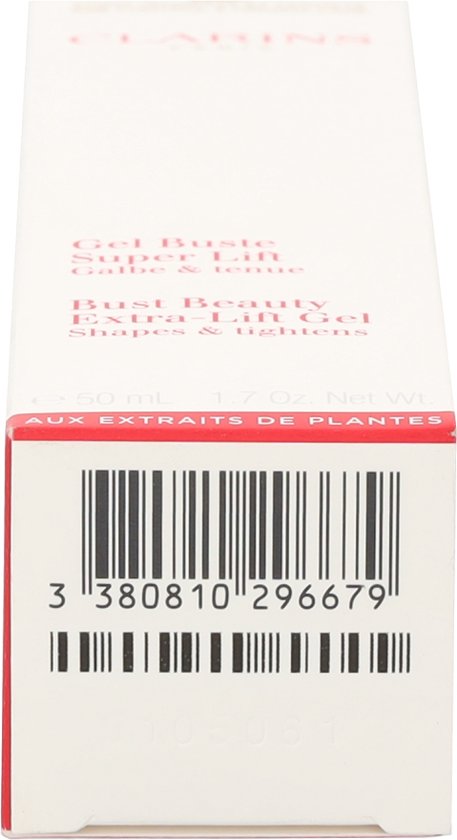 CLARINS
Gel Buste
Super Lift
Galbe & tenue
Bust Beauty
Extra-Lift Gel
Shapes & tightens
e 50 mL 1.7 Oz. Net Wt.
AUX EXTRAITS DE PLANTES
3 380810 296679